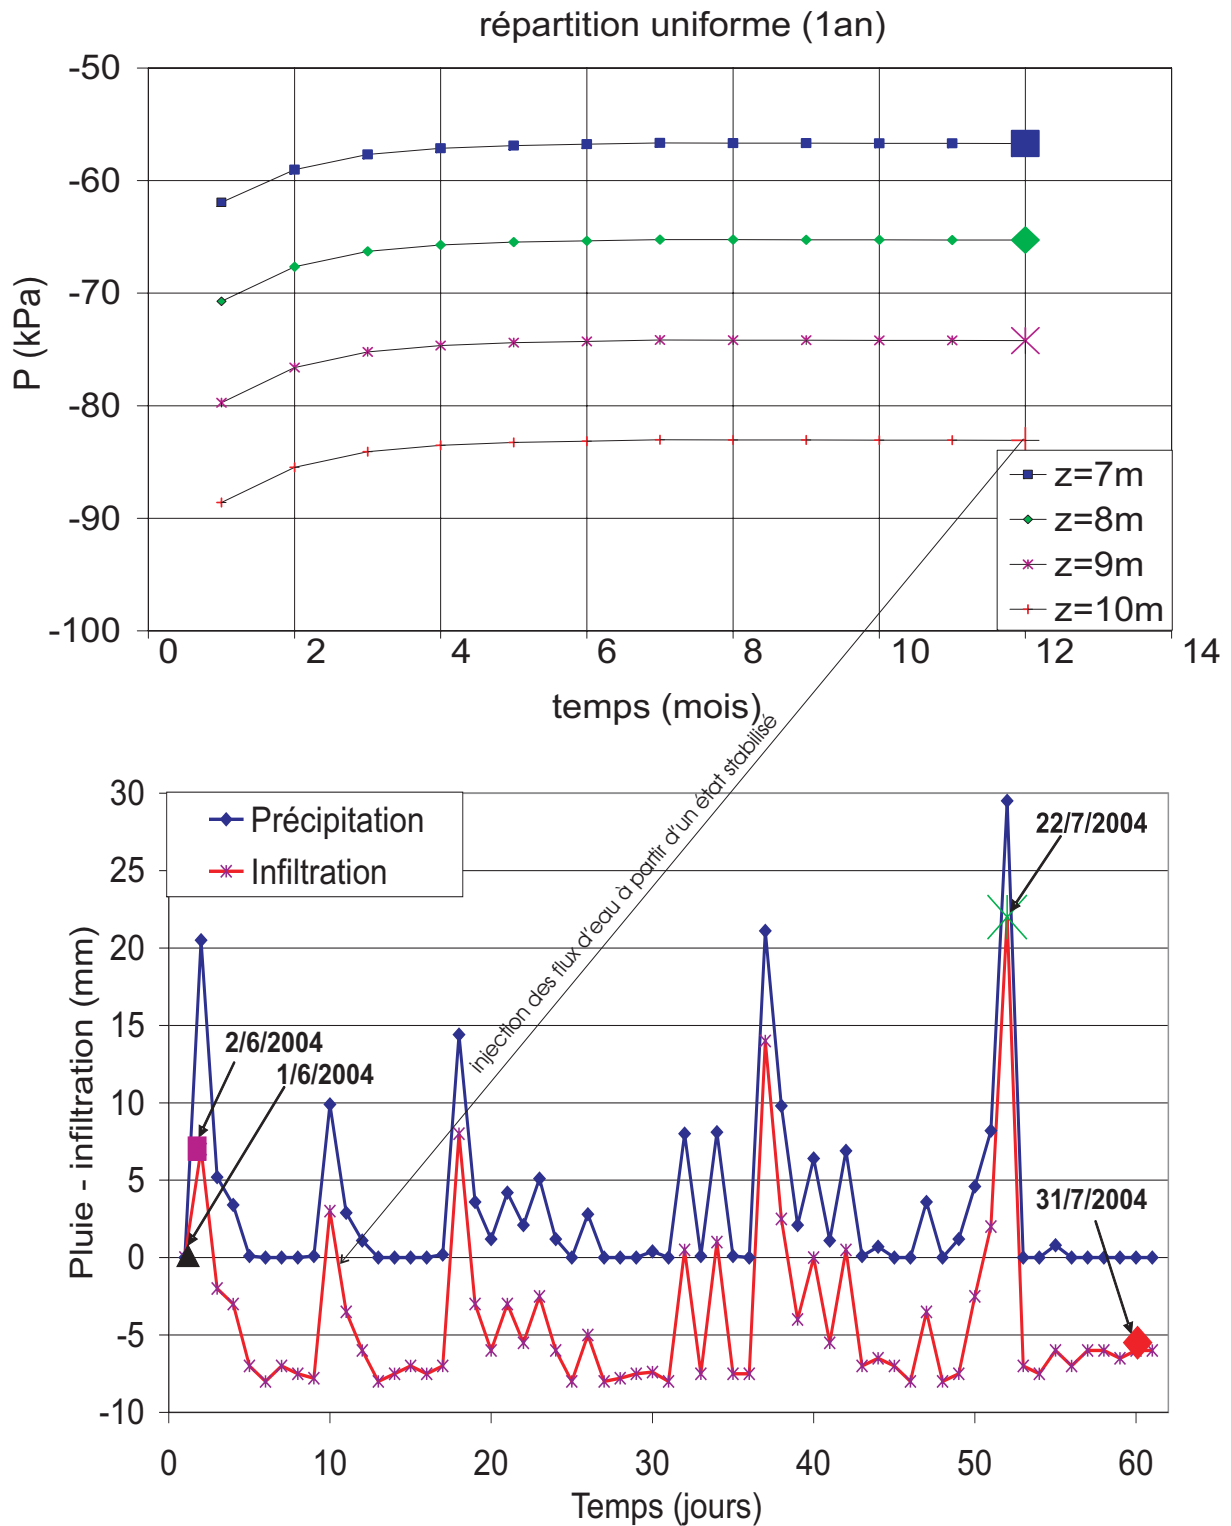 répartition uniforme (1an)
-50
-60
-70
-80
-90
-100
P (kPa)
z=7m
z=8m
z=9m
z=10m
0 2 4 6 8 10 12 14
temps (mois)
injection des flux d'eau à partir d'un état stabilisé
30
25
20
15
10
5
0
-5
-10
Pluie - infiltration (mm)
Précipitation
Infiltration
22/7/2004
2/6/2004
1/6/2004
31/7/2004
0 10 20 30 40 50 60
Temps (jours)